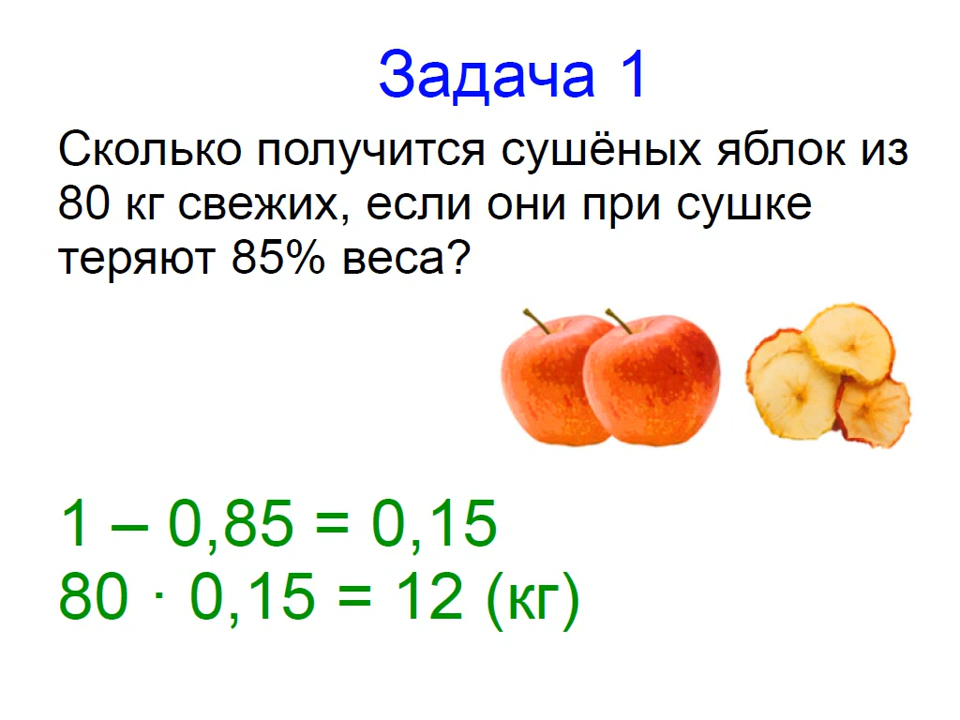 Задача 1
Сколько получится сушёных яблок из
80 кг свежих, если они при сушке
теряют 85% веса?
1 – 0,85 = 0,15
80 · 0,15 = 12 (кг)